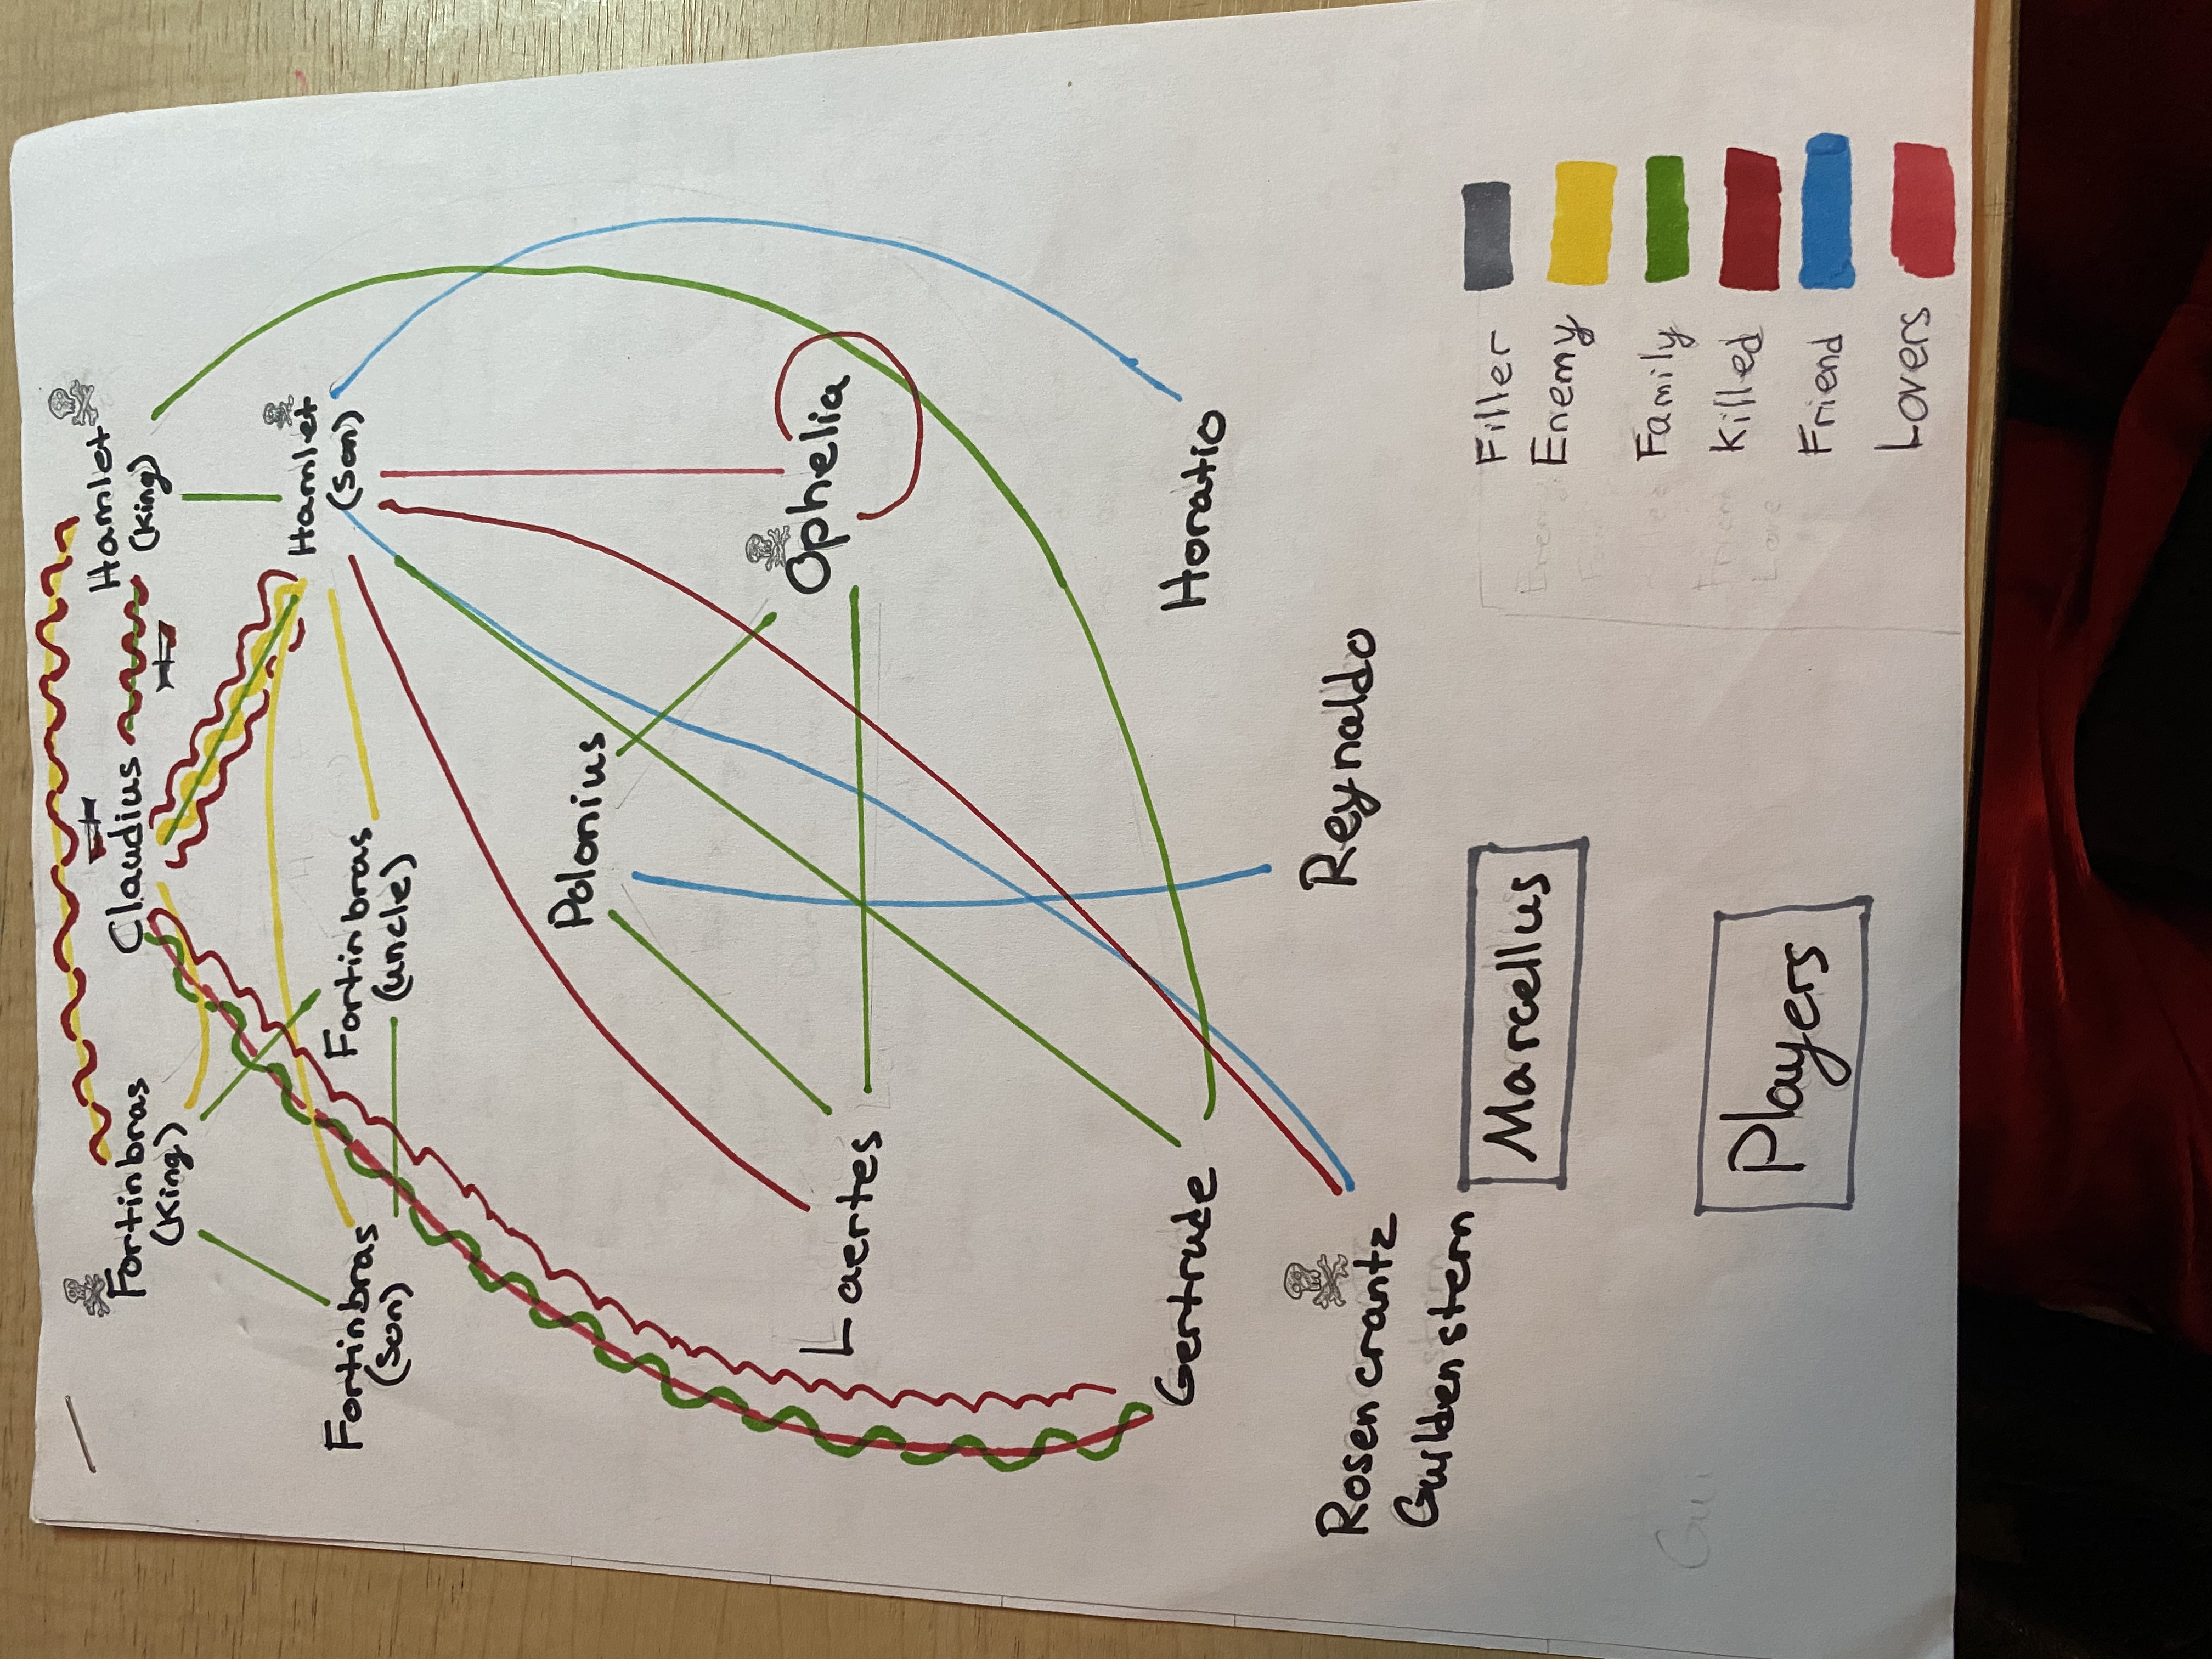 Fortinbras
(King)
Claudius
Hamlet
(King)
Fortinbras
(Son)
Fortinbras
(uncle)
Hamlet
(Son)
Polonius
Laertes
Ophelia
Gertrude
Horatio
Rosencrantz
Guildenstern
Reynaldo
Marcellus
Players
Filler
Enemy
Family
Killed
Friend
Lovers
Gui